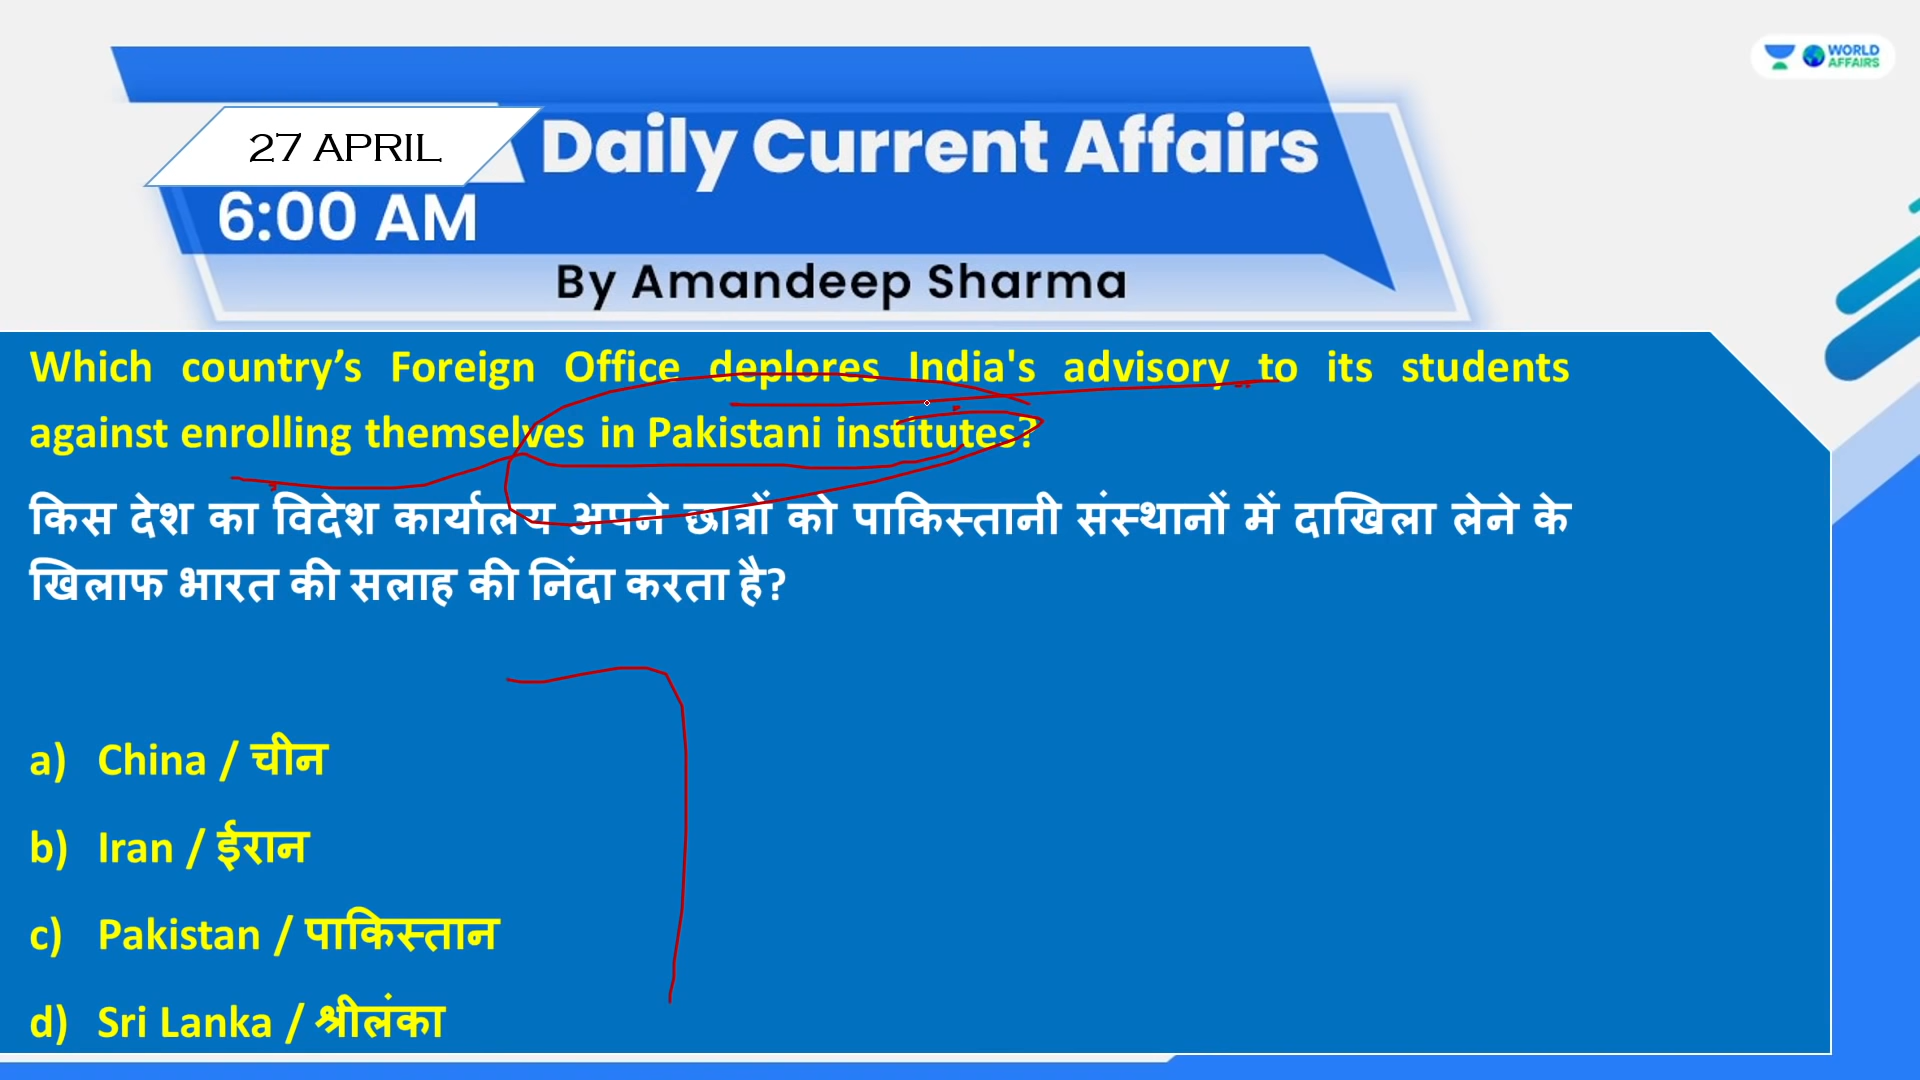 WORLD
AFFAIRS
27 APRIL
Daily Current Affairs
6:00 AM
By Amandeep Sharma
Which country’s Foreign Office deplores India's advisory to its students
against enrolling themselves in Pakistani institutes?
किस देश का विदेश कार्यालय अपने छात्रों को पाकिस्तानी संस्थानों में दाखिला लेने के
खिलाफ भारत की सलाह की निंदा करता है?
a) China / चीन
b) Iran / ईरान
c) Pakistan / पाकिस्तान
d) Sri Lanka / श्रीलंका